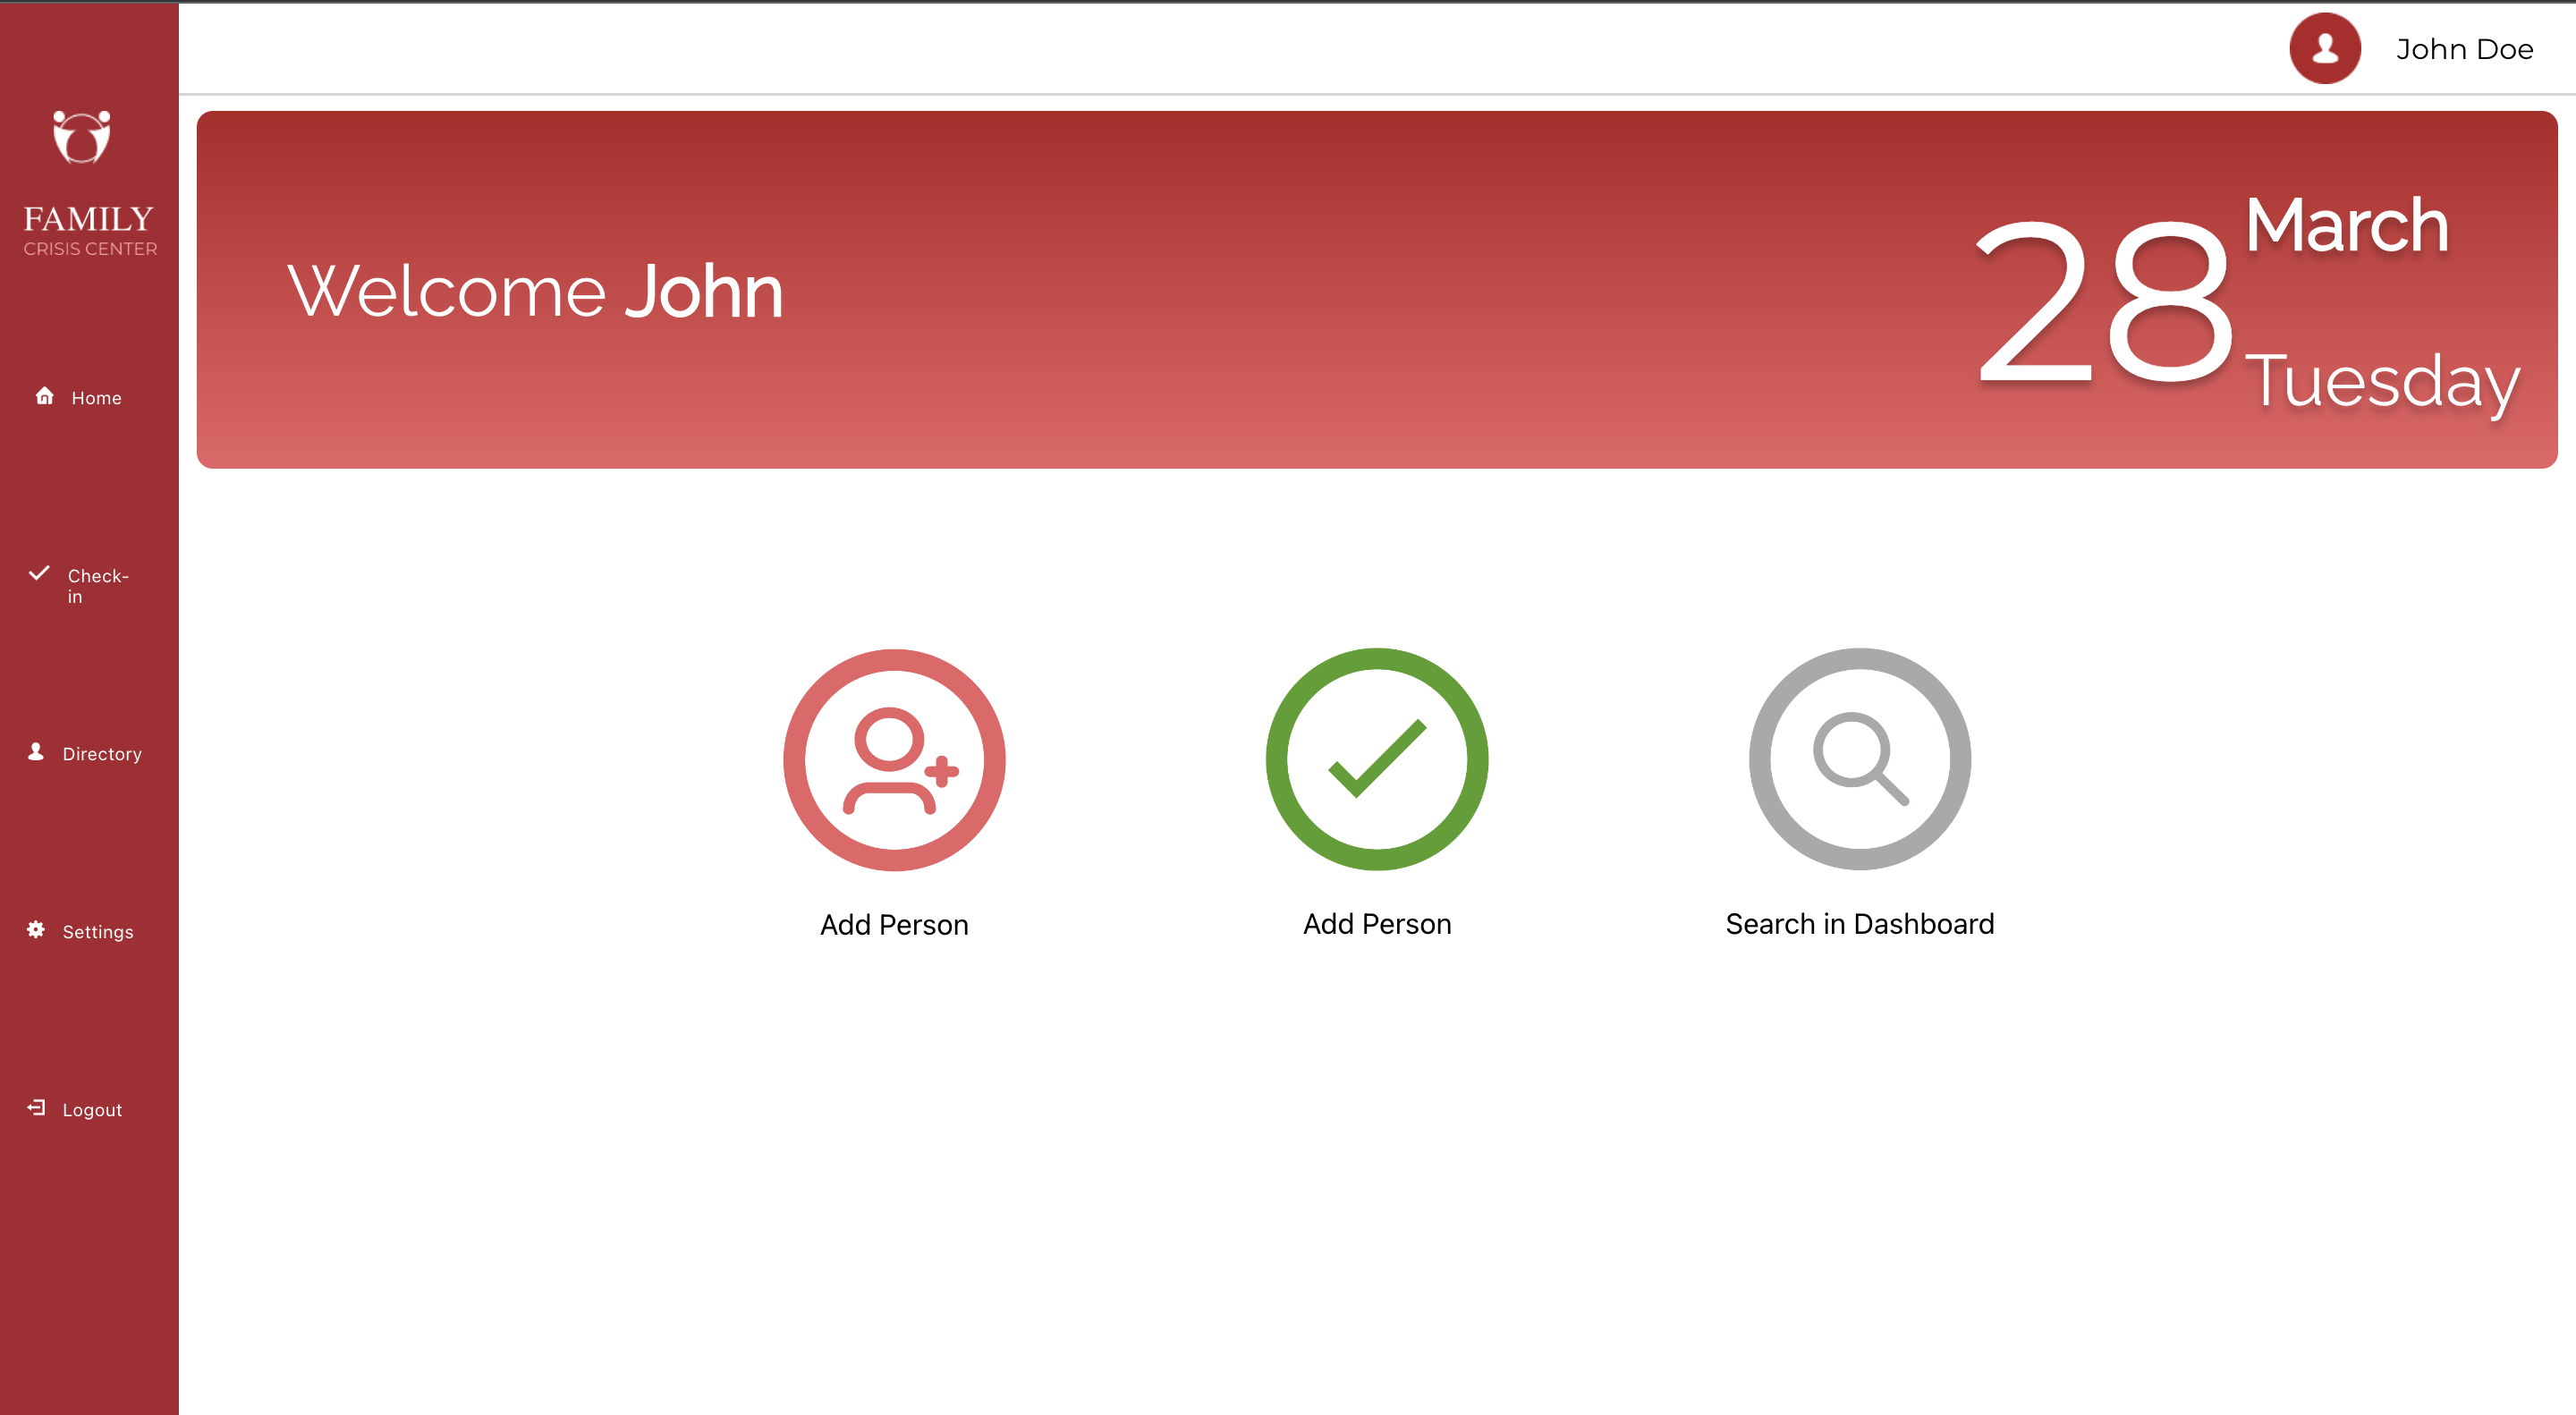 John Doe
FAMILY
CRISIS CENTER
Welcome John
28
March
Tuesday
Home
Check-
in
Directory
Settings
Logout
Add Person
Add Person
Search in Dashboard